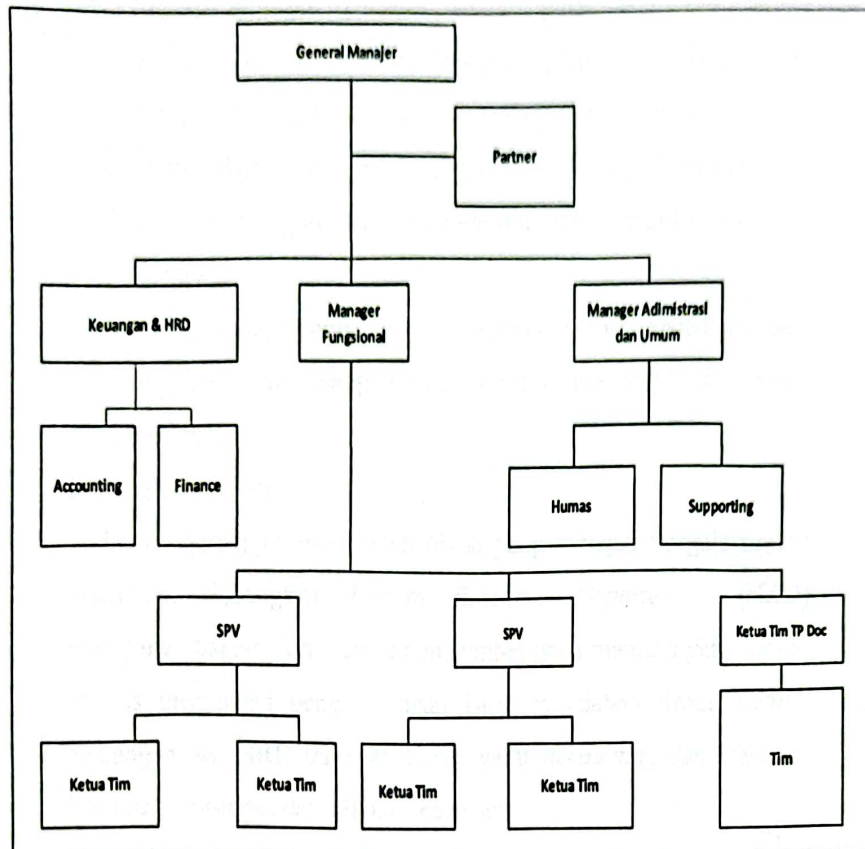 General Manajer
Partner
Keuangan & HRD
Manager
Fungsional
Manager Adimistrasi
dan Umum
Accounting
Finance
Humas
Supporting
SPV
SPV
Ketua Tim TP Doc
Ketua Tim
Ketua Tim
Ketua Tim
Ketua Tim
Tim